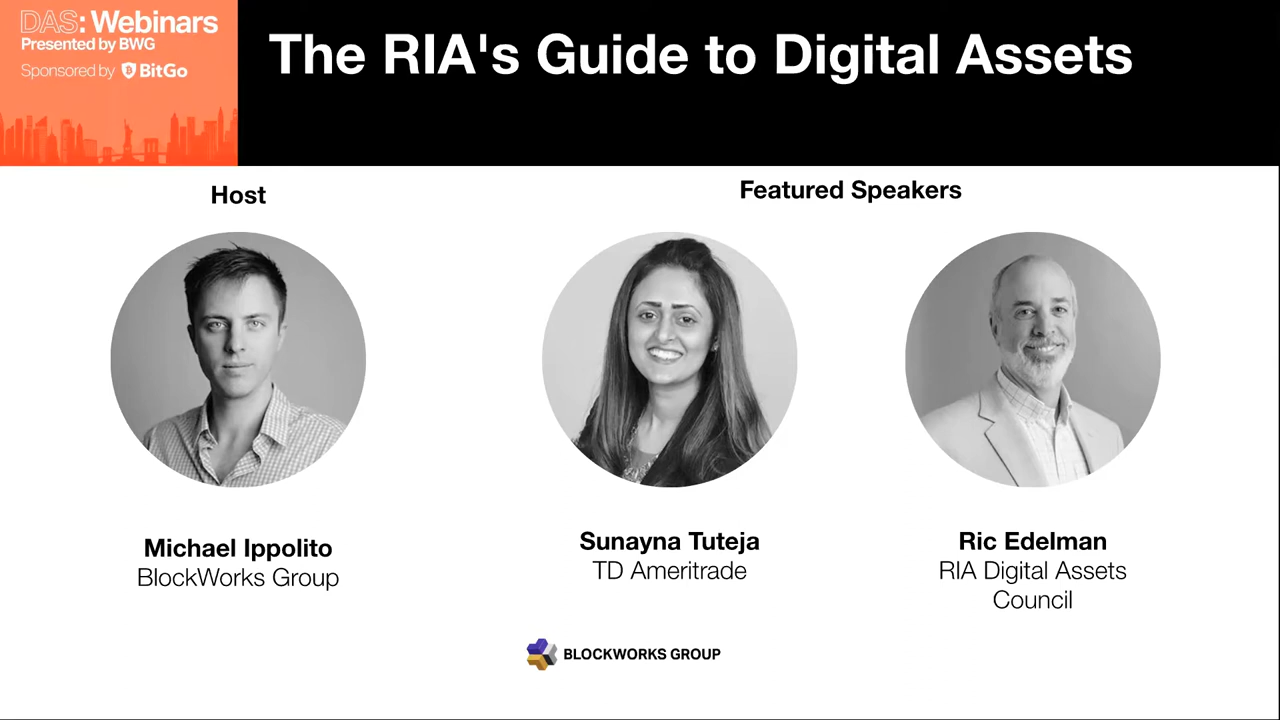 DAS: Webinars
Presented by BWG
Sponsored by BitGo
The RIA's Guide to Digital Assets
Host
Featured Speakers
Michael Ippolito
BlockWorks Group
Sunayna Tuteja
TD Ameritrade
Ric Edelman
RIA Digital Assets
Council
BLOCKWORKS GROUP